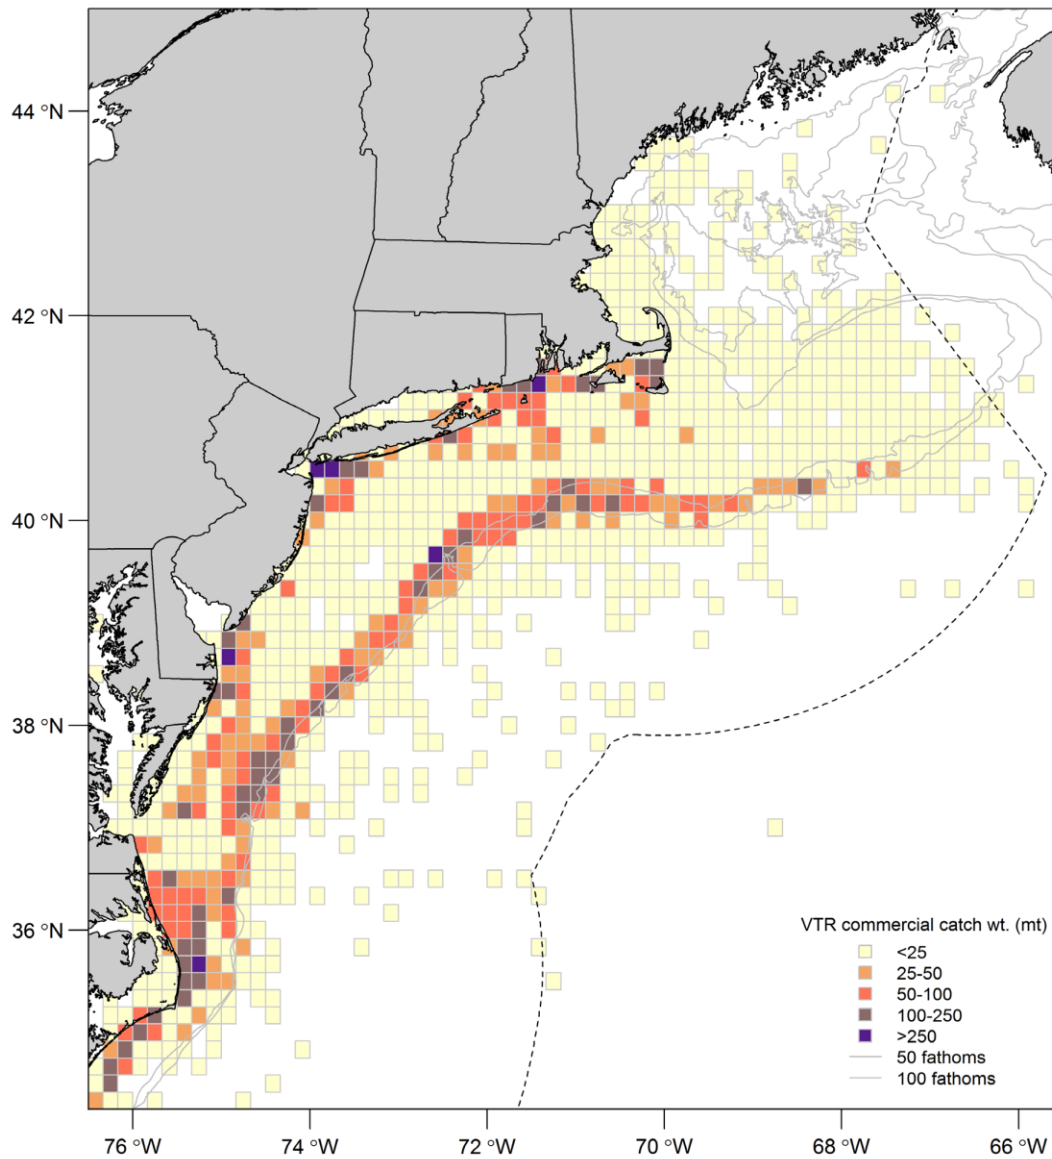 44 °N
42 °N
40 °N
38 °N
36 °N
VTR commercial catch wt. (mt)
<25
25-50
50-100
100-250
>250
50 fathoms
100 fathoms
76 °W
74 °W
72 °W
70 °W
68 °W
66 °W